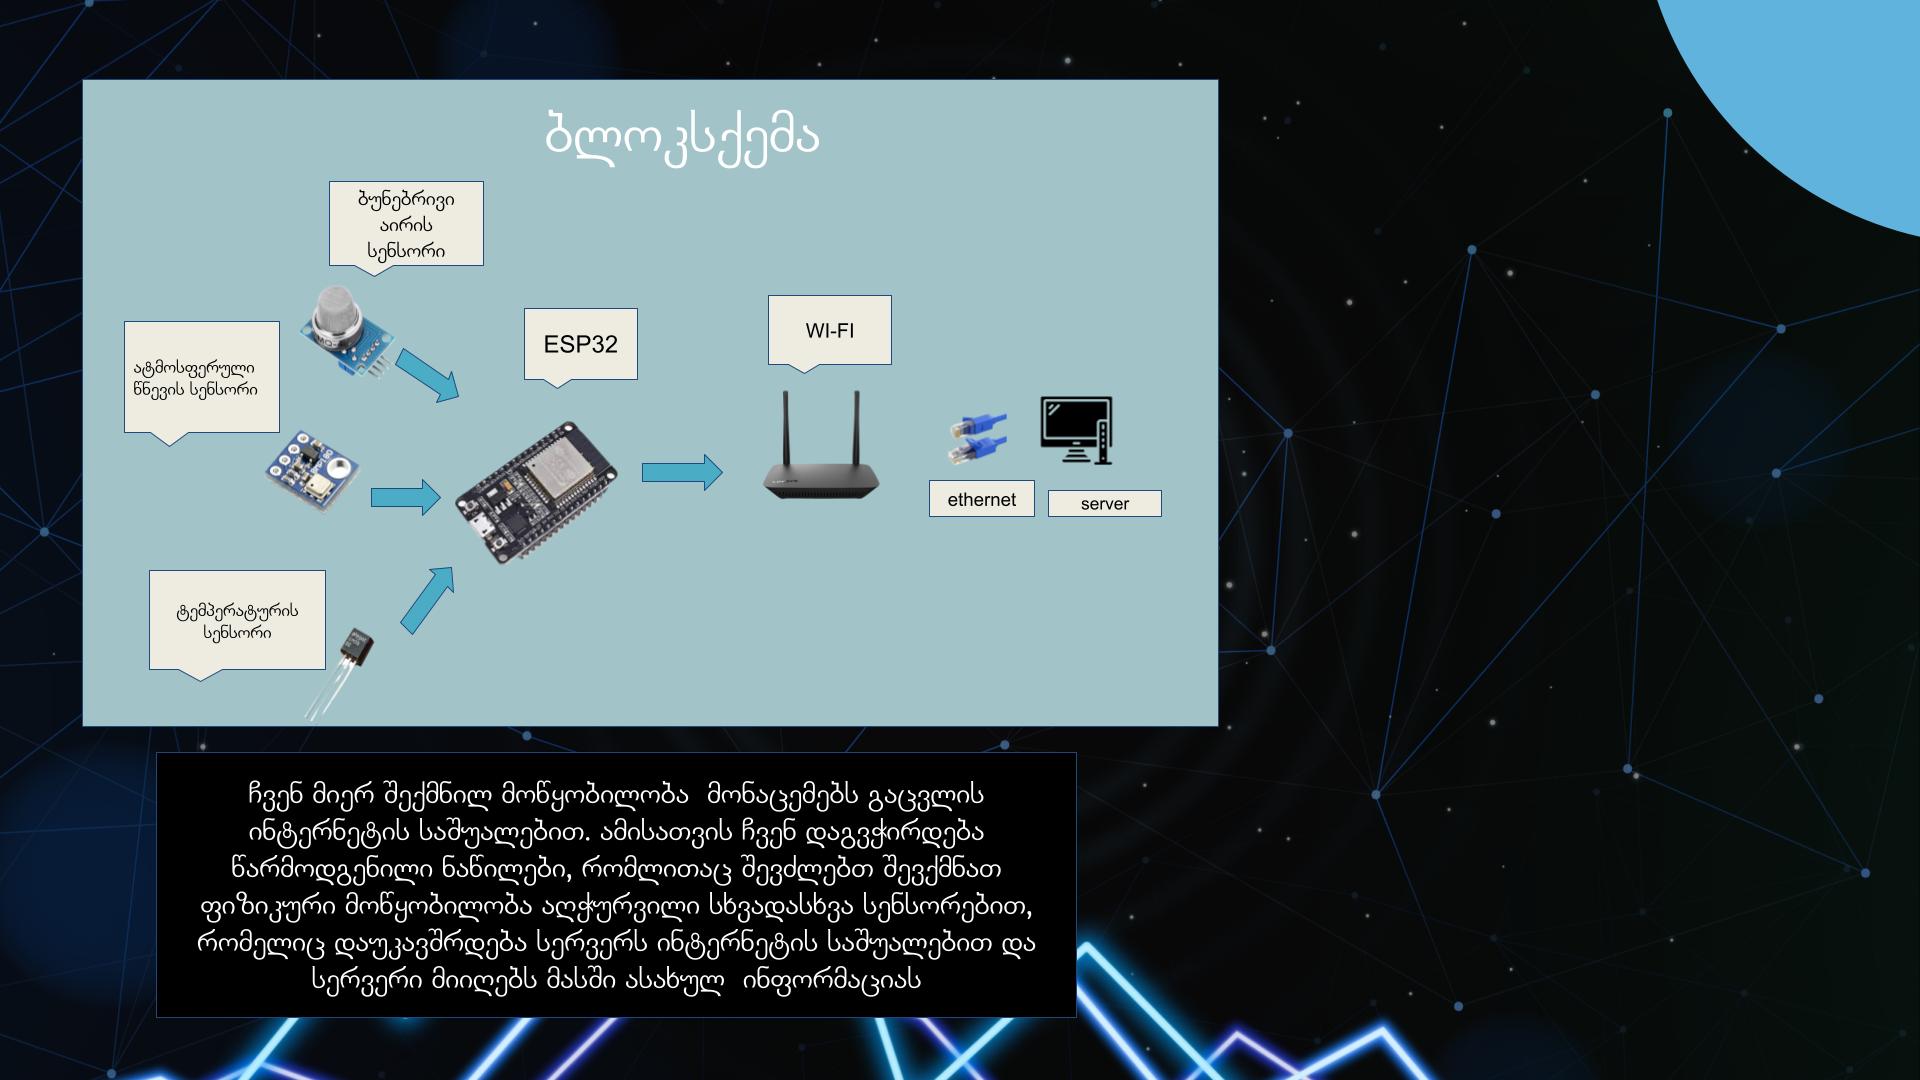 ბლოკსქემა
ბუნებრივი
აირის
სენსორი
ატმოსფერული
წნევის სენსორი
ESP32
WI-FI
ethernet
server
ტემპერატურის
სენსორი
ჩვენ მიერ შექმნილ მოწყობილობა  მონაცემებს გაცვლის
ინტერნეტის საშუალებით. ამისათვის ჩვენ დაგვჭირდება
წარმოდგენილი ნაწილები, რომლითაც შევძლებთ შევქმნათ
ფიზიკური მოწყობილობა აღჭურვილი სხვადასხვა სენსორებით,
რომელიც დაუკავშრდება სერვერს ინტერნეტის საშუალებით და
სერვერი მიიღებს მასში ასახულ  ინფორმაციას